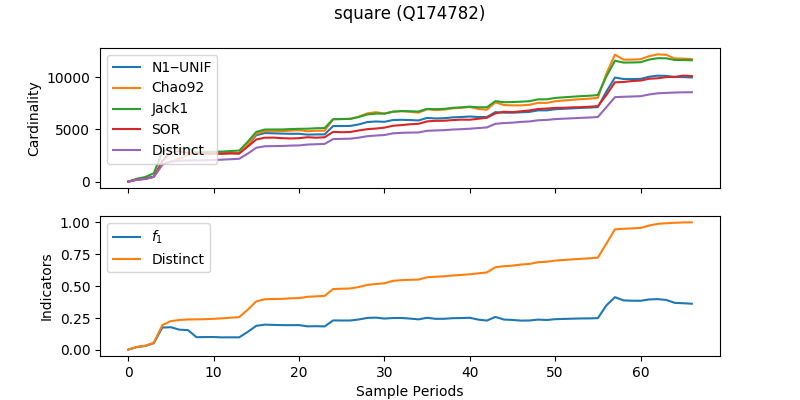 square (Q174782)
Cardinality
10000
5000
0
N1−UNIF
Chao92
Jack1
SOR
Distinct
Indicators
1.00
0.75
0.50
0.25
0.00
f1
Distinct
0 10 20 30 40 50 60
Sample Periods